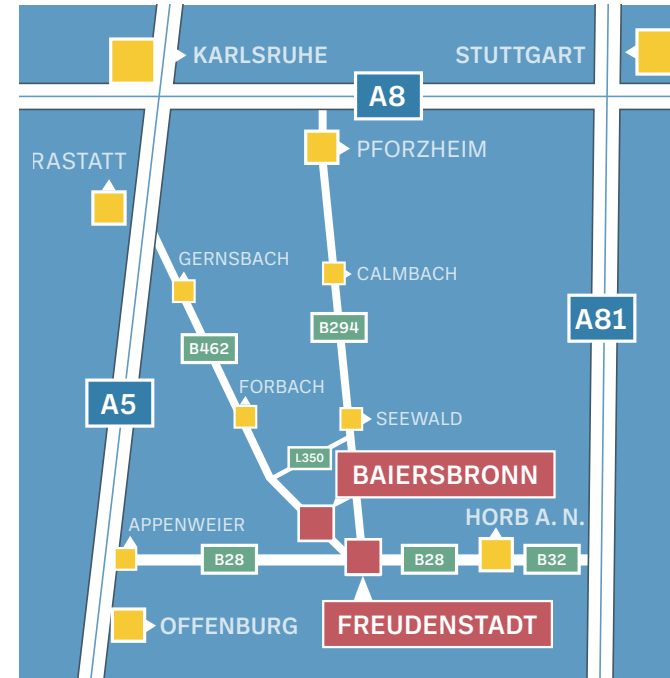 KARLSRUHE
STUTTGART
A8
RASTATT
PFORZHEIM
GERNSBACH
CALMBACH
B294
A81
B462
FORBACH
A5
SEEWALD
L350
BAIERSBRONN
HORB A. N.
APPENWEIER
B28
B28
B32
OFFENBURG
FREUDENSTADT